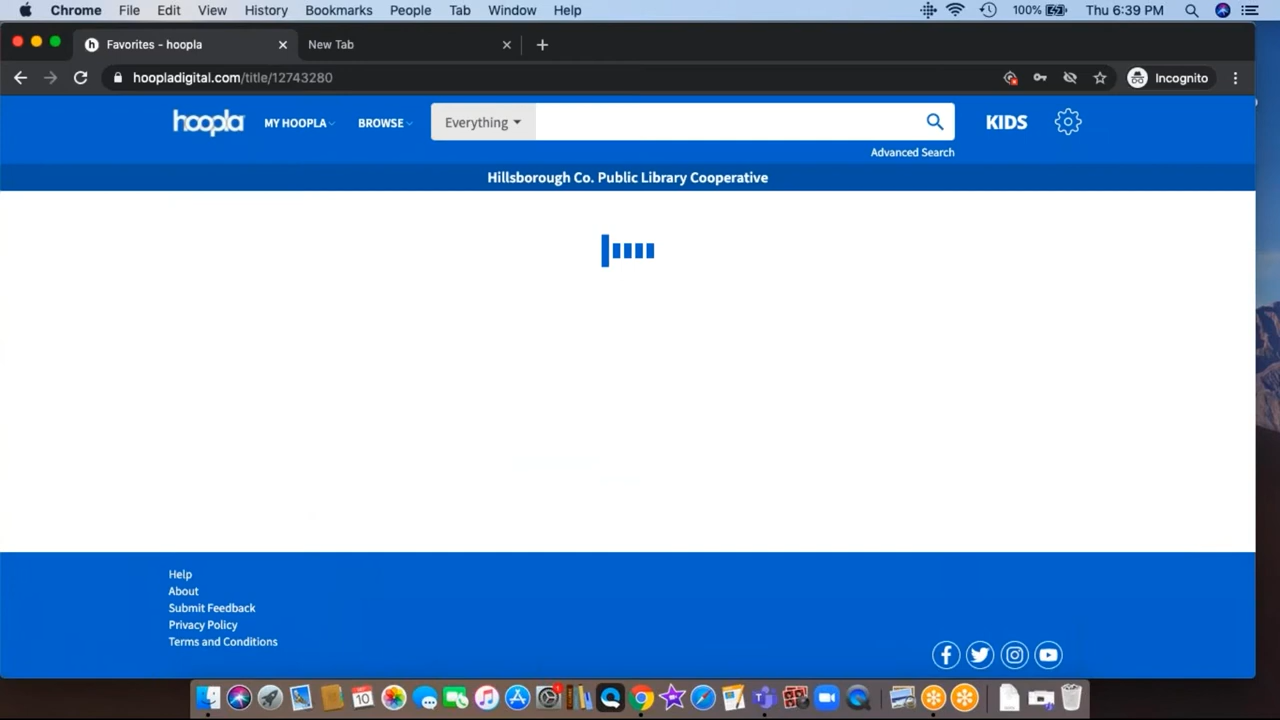 Chrome File Edit View History Bookmarks People Tab Window Help 100% Thu 6:39 PM
h Favorites - hoopla New Tab
hoopladigital.com/title/12743280 Incognito
hoopla MY HOOPLA BROWSE Everything KIDS
Advanced Search
Hillsborough Co. Public Library Cooperative
Help
About
Submit Feedback
Privacy Policy
Terms and Conditions
10